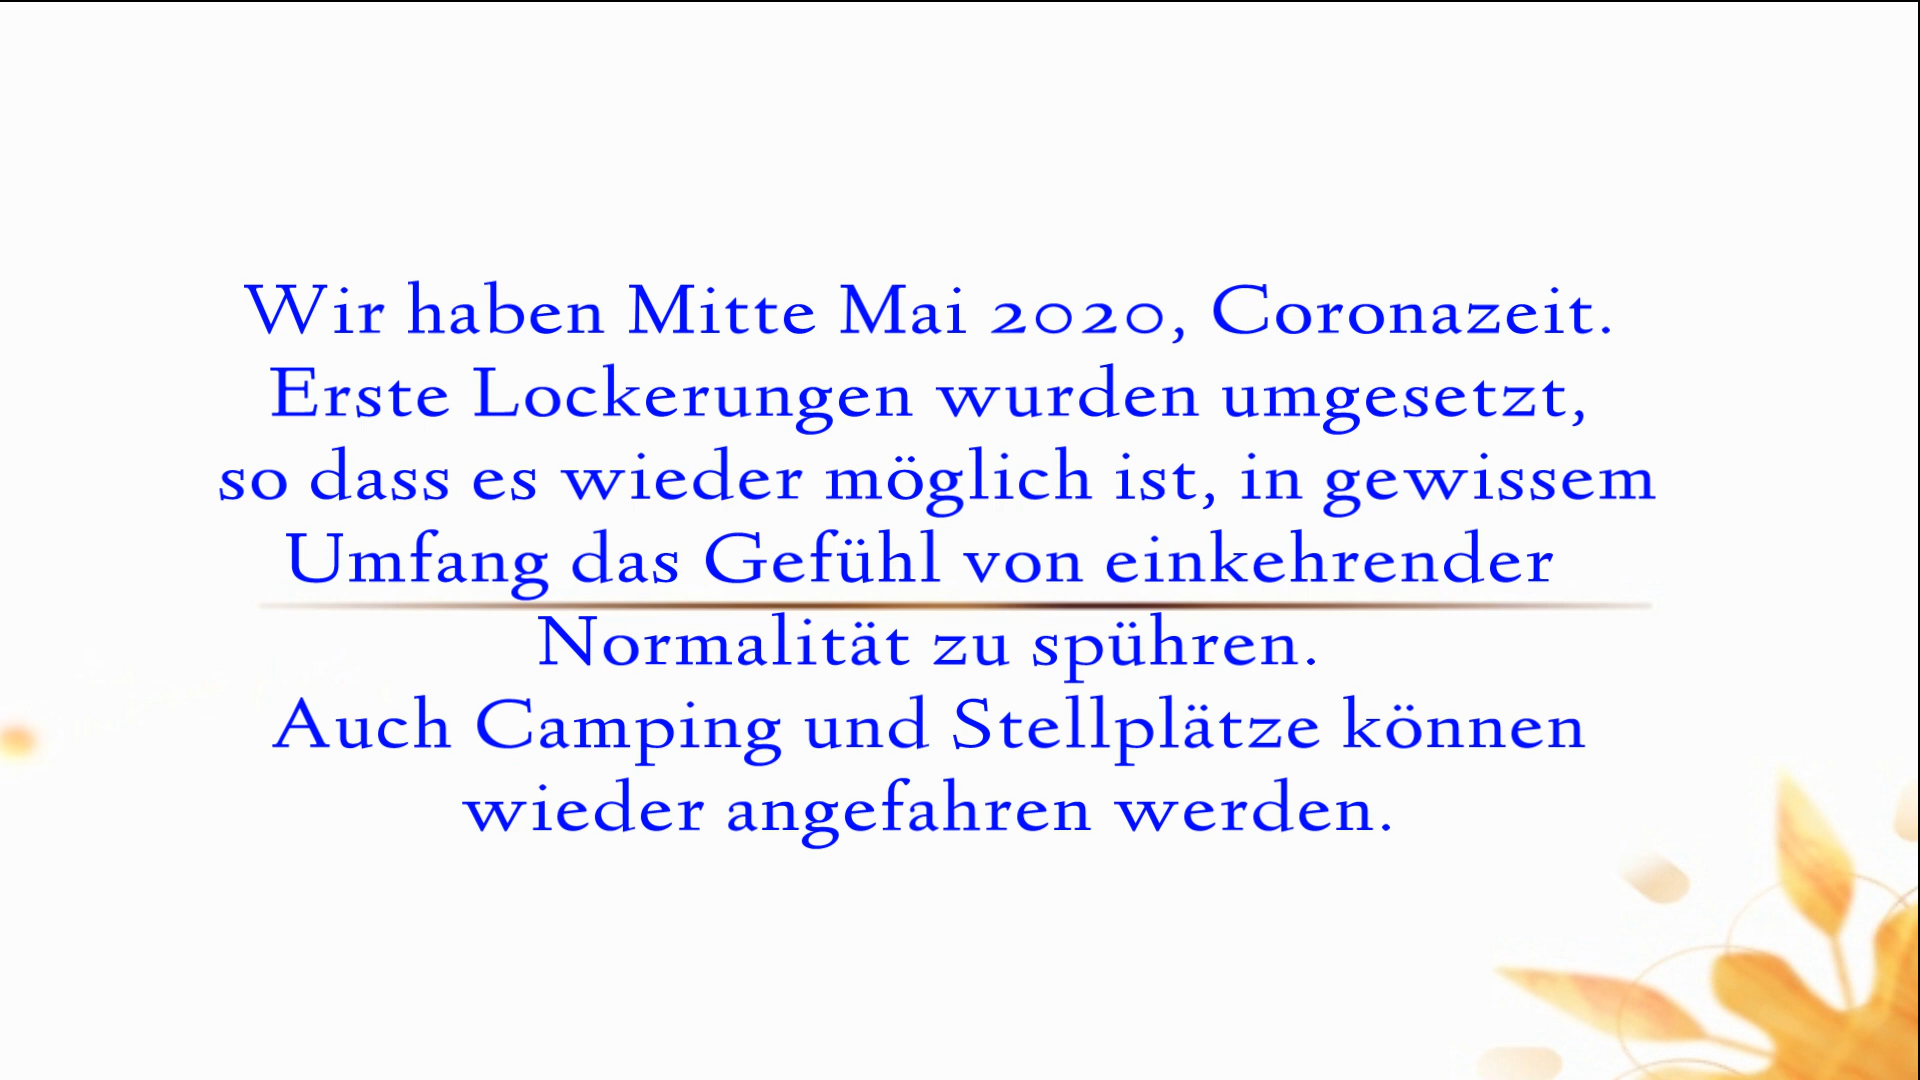 Wir haben Mitte Mai 2020, Coronazeit.
Erste Lockerungen wurden umgesetzt,
so dass es wieder möglich ist, in gewissem
Umfang das Gefühl von einkehrender
Normalität zu spühren.
Auch Camping und Stellplätze können
wieder angefahren werden.